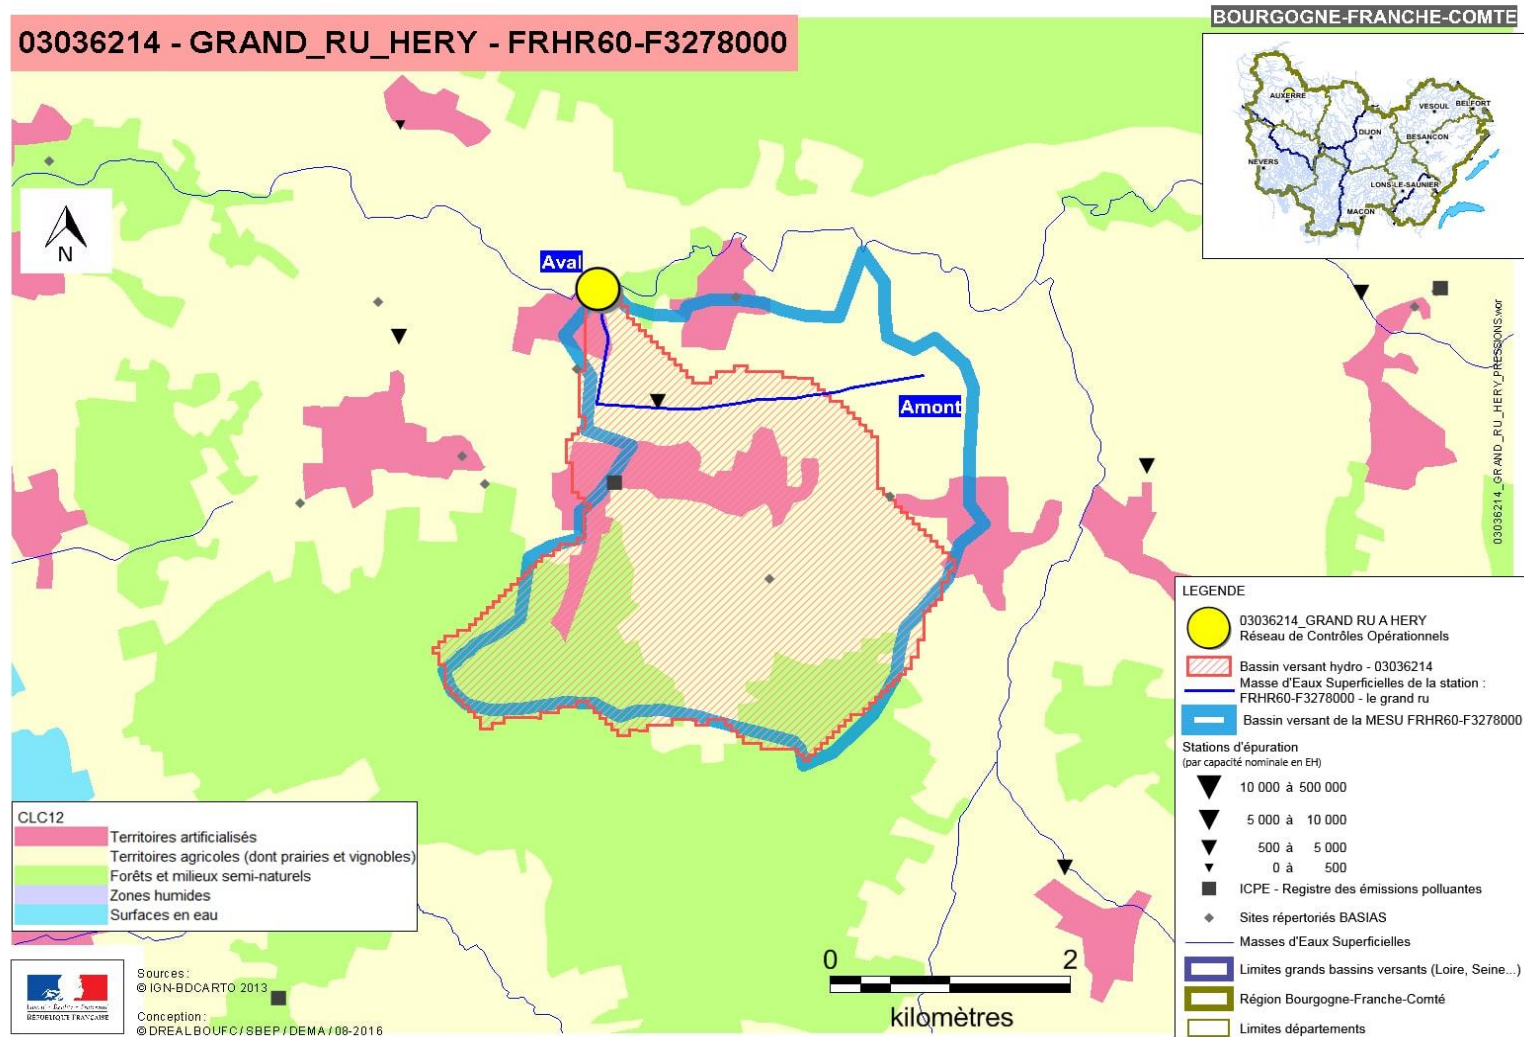 BOURGOGNE-FRANCHE-COMTE
03036214 - GRAND_RU_HERY - FRHR60-F3278000
AUXERRE
VESOUL
BELFORT
DIJON
BESANCON
NEVERS
LONS-LE-SAUNIER
MACON
N
Aval
Amont
03036214_GRAND_RU_HERY_PRESSIONS.wor
LEGENDE
03036214_GRAND RU A HERY
Réseau de Contrôles Opérationnels
Bassin versant hydro - 03036214
Masse d'Eaux Superficielles de la station :
FRHR60-F3278000 - le grand ru
Bassin versant de la MESU FRHR60-F3278000
Stations d'épuration
(par capacité nominale en EH)
10 000 à 500 000
5 000 à 10 000
500 à 5 000
0 à 500
ICPE - Registre des émissions polluantes
Sites répertoriés BASIAS
Masses d'Eaux Superficielles
Limites grands bassins versants (Loire, Seine...)
Région Bourgogne-Franche-Comté
Limites départements
CLC12
Territoires artificialisés
Territoires agricoles (dont prairies et vignobles)
Forêts et milieux semi-naturels
Zones humides
Surfaces en eau
0 2
kilomètres
Liberté • Égalité • Fraternité
RÉPUBLIQUE FRANÇAISE
Sources :
© IGN-BDCARTO 2013
Conception :
© DREALBOUFC / SBEP / DEMA / 08-2016